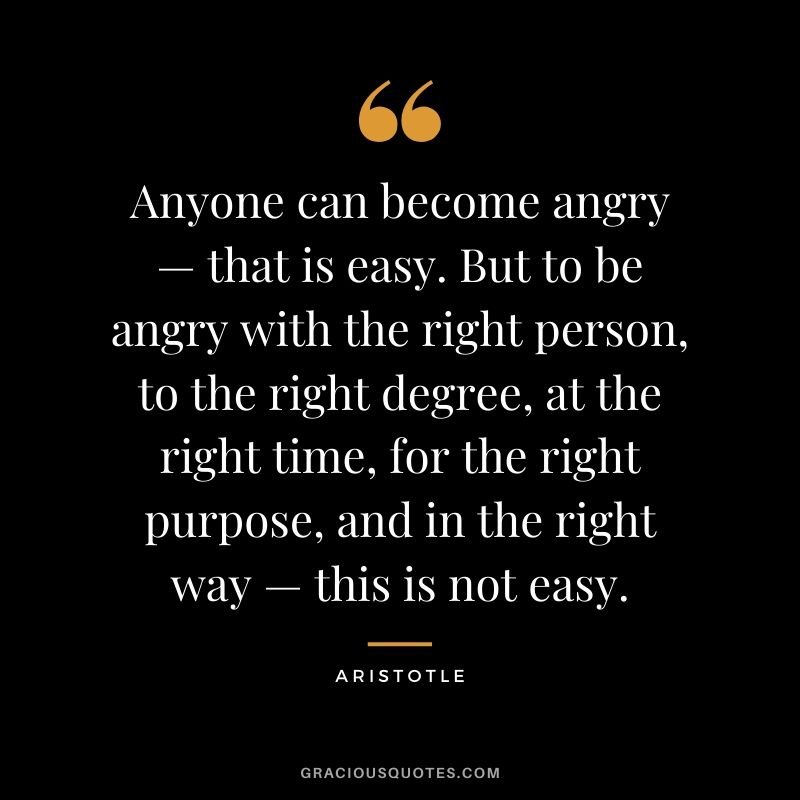 “
Anyone can become angry
— that is easy. But to be
angry with the right person,
to the right degree, at the
right time, for the right
purpose, and in the right
way — this is not easy.
ARISTOTLE
GRACIOUSQUOTES.COM